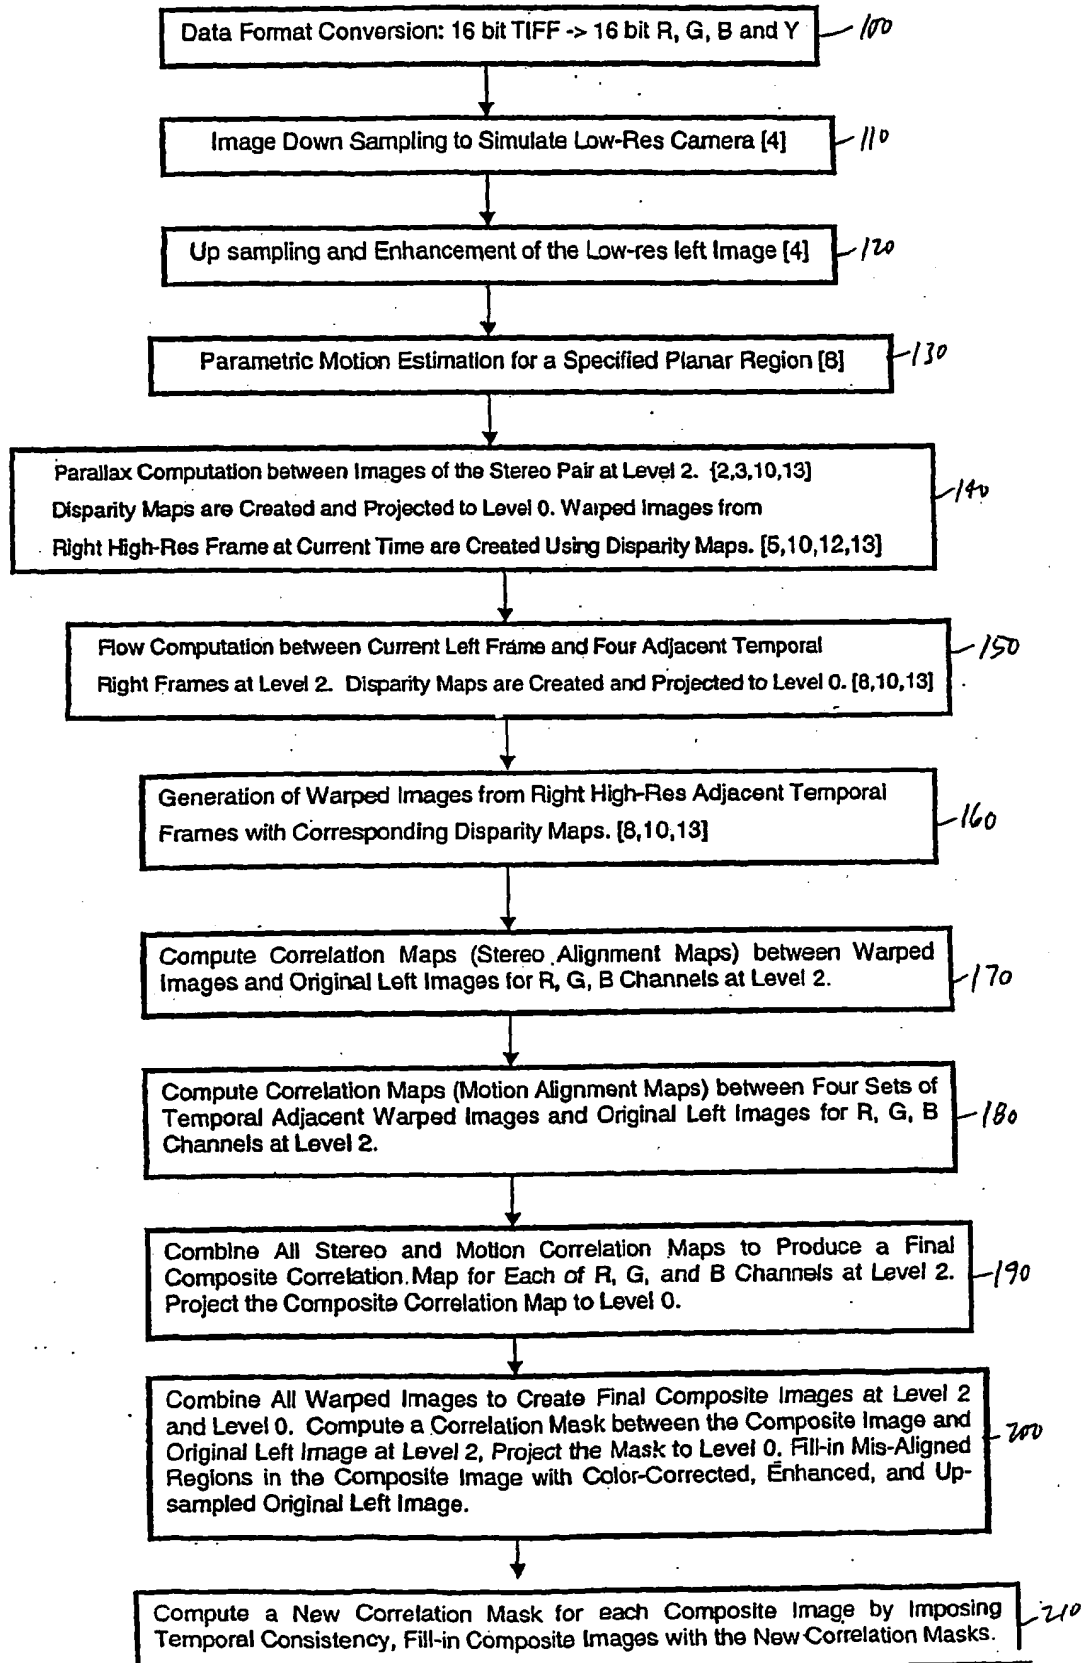 Data Format Conversion: 16 bit TIFF -> 16 bit R, G, B and Y
100
Image Down Sampling to Simulate Low-Res Camera [4]
110
Up sampling and Enhancement of the Low-res left Image [4]
120
Parametric Motion Estimation for a Specified Planar Region [8]
130
Parallax Computation between Images of the Stereo Pair at Level 2. {2,3,10,13]
Disparity Maps are Created and Projected to Level 0. Warped Images from
Right High-Res Frame at Current Time are Created Using Disparity Maps. [5,10,12,13]
140
Flow Computation between Current Left Frame and Four Adjacent Temporal
Right Frames at Level 2. Disparity Maps are Created and Projected to Level 0. [8,10,13]
150
Generation of Warped Images from Right High-Res Adjacent Temporal
Frames with Corresponding Disparity Maps. [8,10,13]
160
Compute Correlation Maps (Stereo Alignment Maps) between Warped
Images and Original Left Images for R, G, B Channels at Level 2.
170
Compute Correlation Maps (Motion Alignment Maps) between Four Sets of
Temporal Adjacent Warped Images and Original Left Images for R, G, B
Channels at Level 2.
180
Combine All Stereo and Motion Correlation Maps to Produce a Final
Composite Correlation Map for Each of R, G, and B Channels at Level 2.
Project the Composite Correlation Map to Level 0.
190
Combine All Warped Images to Create Final Composite Images at Level 2
and Level 0. Compute a Correlation Mask between the Composite Image and
Original Left Image at Level 2, Project the Mask to Level 0. Fill-in Mis-Aligned
Regions in the Composite Image with Color-Corrected, Enhanced, and Up-
sampled Original Left Image.
200
Compute a New Correlation Mask for each Composite Image by Imposing
Temporal Consistency, Fill-in Composite Images with the New Correlation Masks.
210